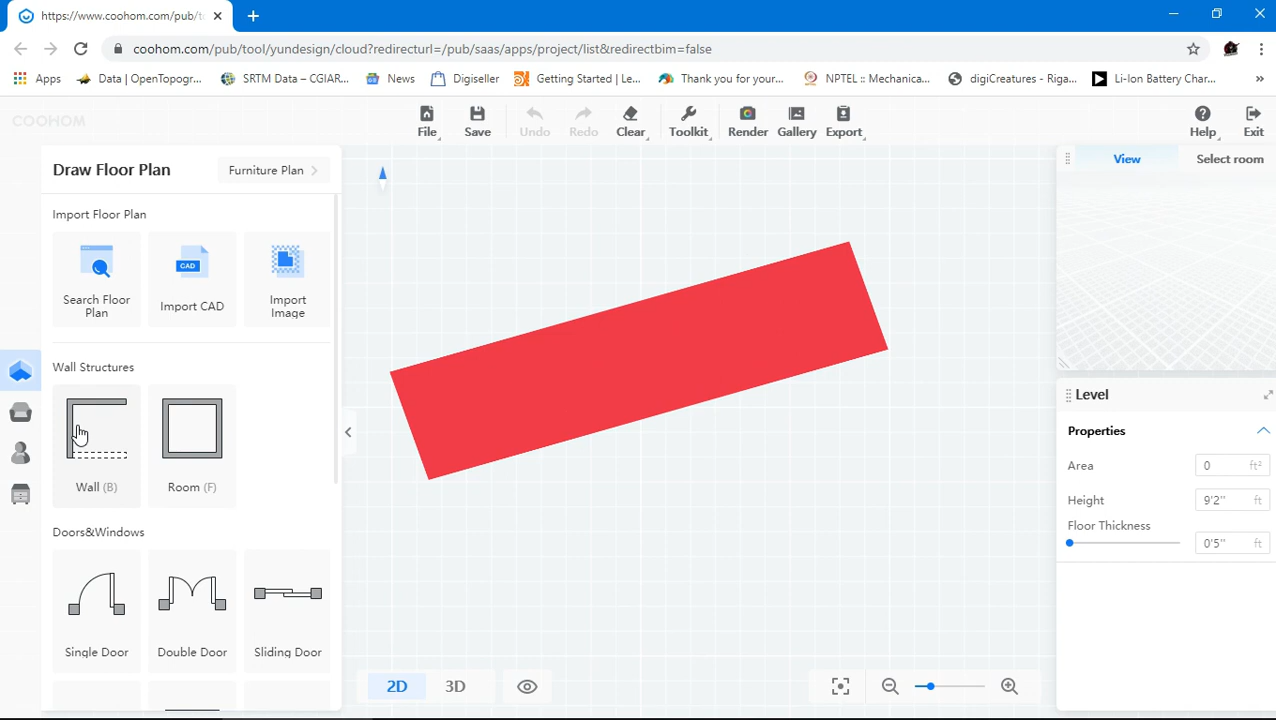 https://www.coohom.com/pub/to
coohom.com/pub/tool/yundesign/cloud?redirecturl=/pub/saas/apps/project/list&redirectbim=false
Apps
Data | OpenTopogr...
SRTM Data – CGIAR...
News
Digiseller
Getting Started | Le...
Thank you for your...
NPTEL :: Mechanica...
digiCreatures - Riga...
Li-Ion Battery Char...
COOHOM
File
Save
Undo
Redo
Clear
Toolkit
Render
Gallery
Export
Help
Exit
Draw Floor Plan
Furniture Plan
Import Floor Plan
Search Floor Plan
CAD
Import CAD
Import Image
Wall Structures
Wall (B)
Room (F)
Doors&Windows
Single Door
Double Door
Sliding Door
2D
3D
View
Select room
Level
Properties
Area
0 ft²
Height
9'2" ft
Floor Thickness
0'5" ft